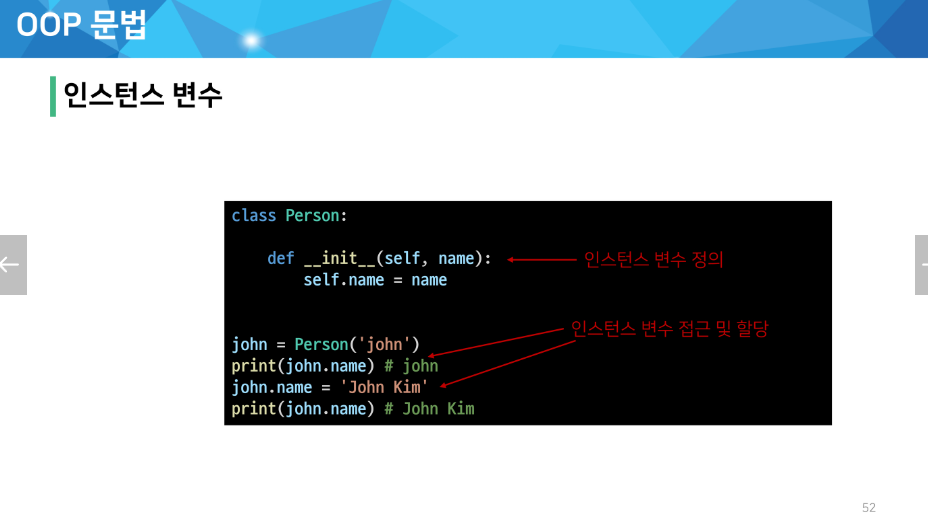 OOP 문법
인스턴스 변수
class Person:
def __init__(self, name):
인스턴스 변수 정의
self.name = name
인스턴스 변수 접근 및 할당
john = Person('john')
print(john.name) # john
john.name = 'John Kim'
print(john.name) # John Kim
52